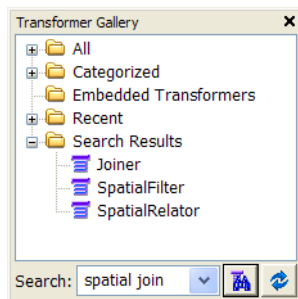 Transformer Gallery
All
Categorized
Embedded Transformers
Recent
Search Results
Joiner
SpatialFilter
SpatialRelator
Search: spatial join